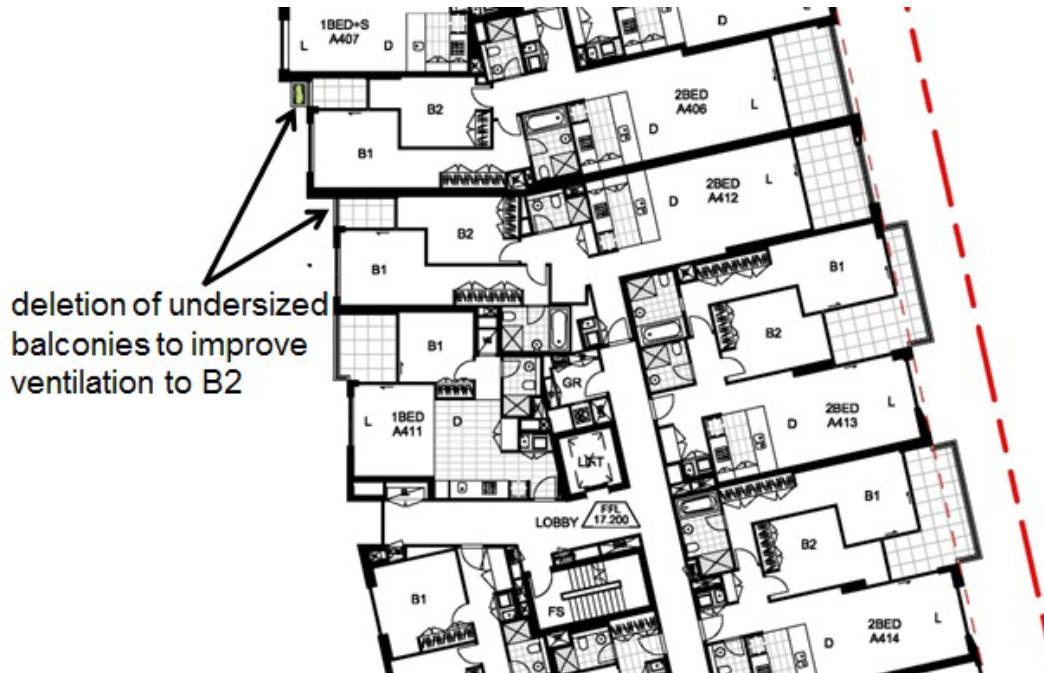 1BED+S
A407
L
D
2BED
A406
L
D
B2
B1
2BED
A412
L
D
B2
B1
deletion of undersized
balconies to improve
ventilation to B2
B1
B2
B1
GR
1BED
A411
L
D
2BED
A413
L
D
LIFT
LOBBY
FFL
17.200
B1
B2
B1
FS
2BED
A414
L
D